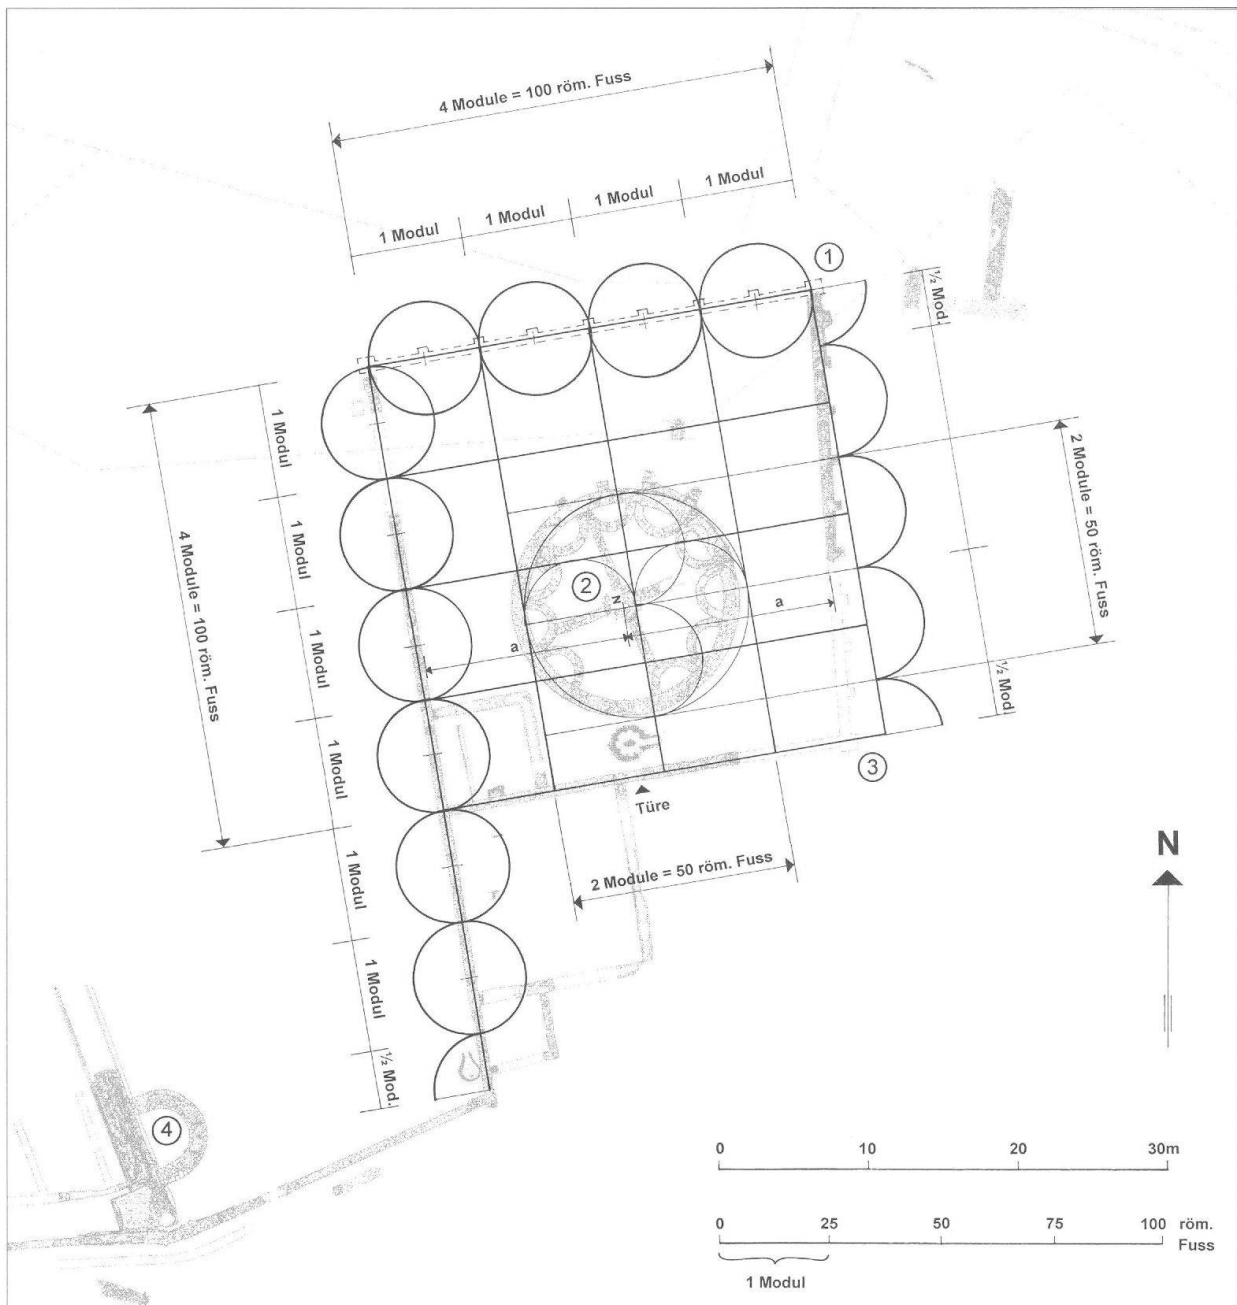 4 Module = 100 röm. Fuss
1 Modul
1 Modul
1 Modul
1 Modul
1
½ Mod.
1 Modul
4 Module = 100 röm. Fuss
1 Modul
2 Module = 50 röm. Fuss
2
N
a
a
1 Modul
½ Mod
1 Modul
3
Türe
N
2 Module = 50 röm. Fuss
1 Modul
1 Modul
½ Mod.
4
0 10 20 30m
0 25 50 75 100 röm.
Fuss
1 Modul